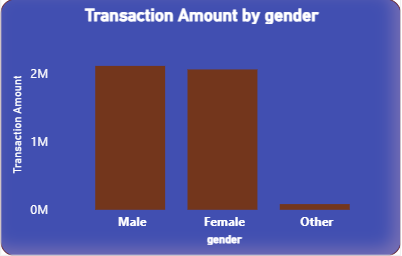 Transaction Amount by gender
Transaction Amount
2M
1M
0M
Male Female Other
gender